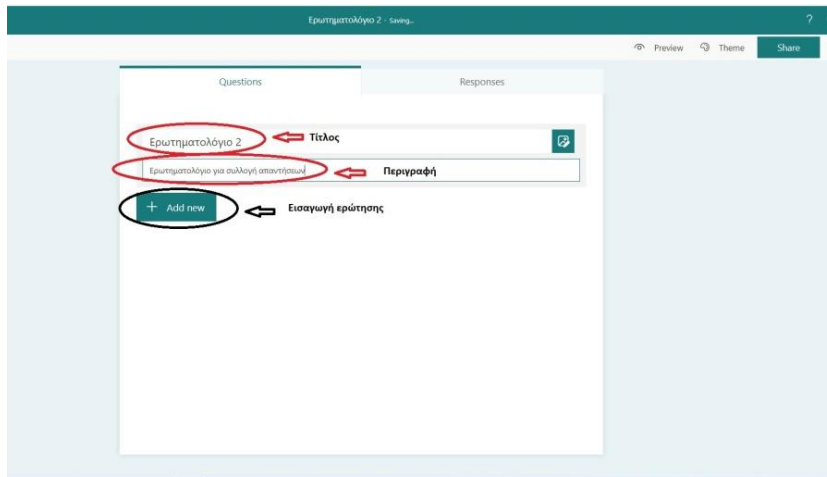 Ερωτηματολόγιο 2 - Saving...
?
Preview Theme Share
Questions Responses
Ερωτηματολόγιο 2 Τίτλος
Ερωτηματολόγιο για συλλογή απαντήσεων Περιγραφή
+ Add new Εισαγωγή ερώτησης